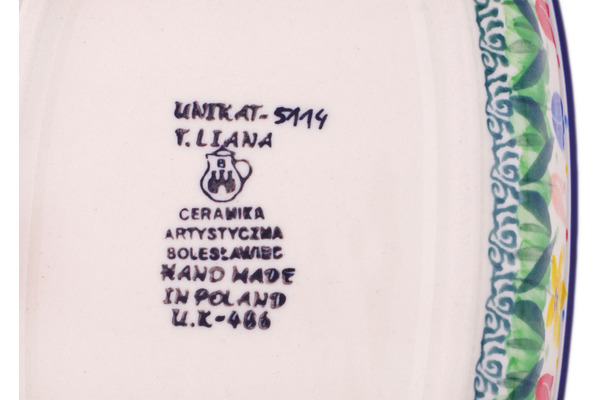 UNIKAT-5114
T.LIANA
B
CERAMIKA
ARTYSTYCZNA
BOLESŁAWIEC
HAND MADE
IN POLAND
U.K-486